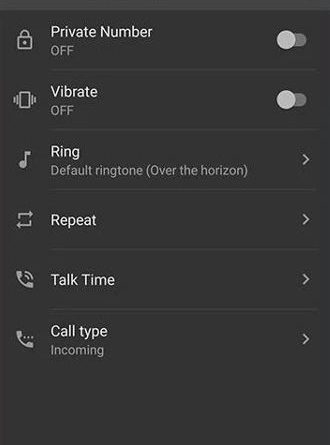 Private Number
OFF
Vibrate
OFF
Ring
Default ringtone (Over the horizon)
Repeat
Talk Time
Call type
Incoming